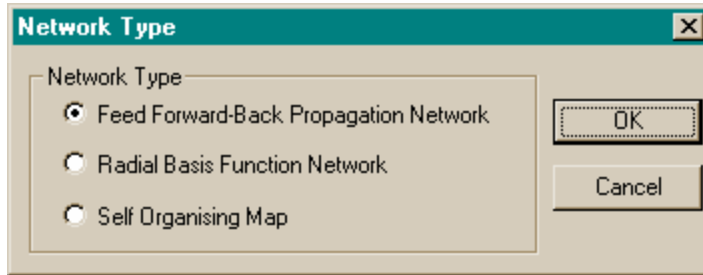 Network Type
Network Type
Feed Forward-Back Propagation Network
OK
Radial Basis Function Network
Cancel
Self Organising Map